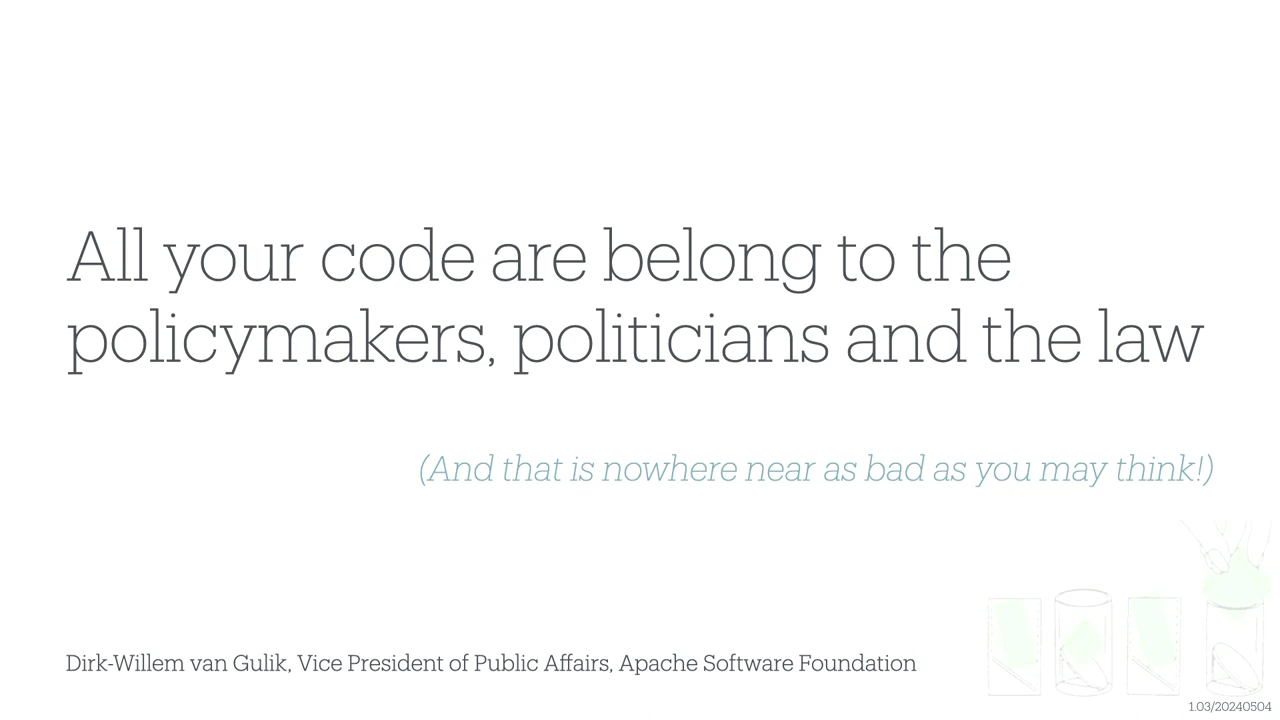 All your code are belong to the
policymakers, politicians and the law
(And that is nowhere near as bad as you may think!)
Dirk-Willem van Gulik, Vice President of Public Affairs, Apache Software Foundation
1.03/20240504